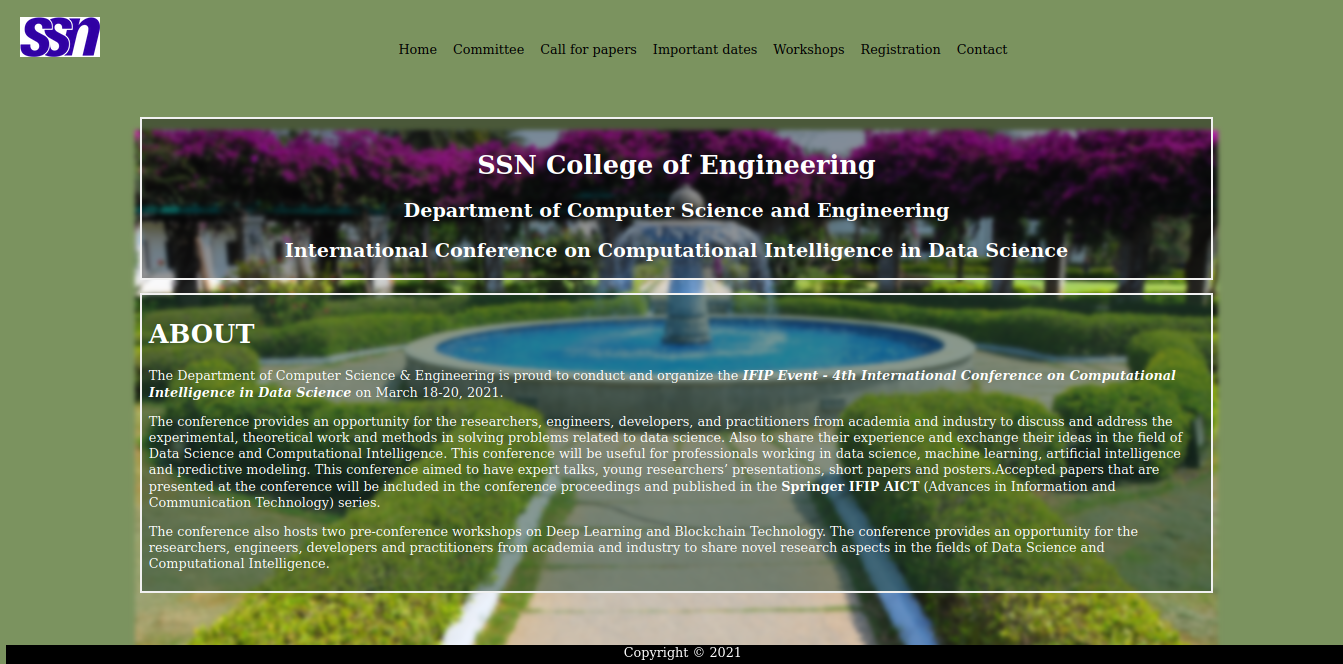 ssn
Home Committee Call for papers Important dates Workshops Registration Contact
SSN College of Engineering
Department of Computer Science and Engineering
International Conference on Computational Intelligence in Data Science
ABOUT
The Department of Computer Science & Engineering is proud to conduct and organize the IFIP Event - 4th International Conference on Computational
Intelligence in Data Science on March 18-20, 2021.
The conference provides an opportunity for the researchers, engineers, developers, and practitioners from academia and industry to discuss and address the
experimental, theoretical work and methods in solving problems related to data science. Also to share their experience and exchange their ideas in the field of
Data Science and Computational Intelligence. This conference will be useful for professionals working in data science, machine learning, artificial intelligence
and predictive modeling. This conference aimed to have expert talks, young researchers’ presentations, short papers and posters.Accepted papers that are
presented at the conference will be included in the conference proceedings and published in the Springer IFIP AICT (Advances in Information and
Communication Technology) series.
The conference also hosts two pre-conference workshops on Deep Learning and Blockchain Technology. The conference provides an opportunity for the
researchers, engineers, developers and practitioners from academia and industry to share novel research aspects in the fields of Data Science and
Computational Intelligence.
Copyright © 2021